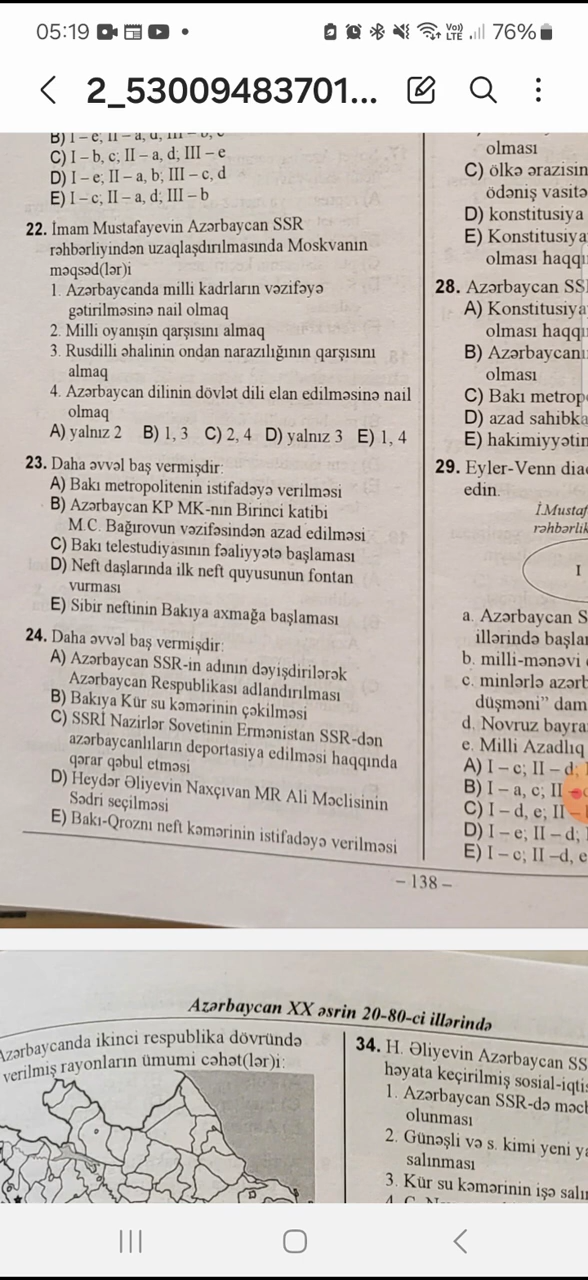 05:19
Vo))
LTE
76%
2_53009483701...
C) I – b, c; II – a, d; III – e
D) I – e; II – a, b; III – c, d
E) I – c; II – a, d; III – b
22. İmam Mustafayevin Azərbaycan SSR
rəhbərliyindən uzaqlaşdırılmasında Moskvanın
məqsəd(lər)i
1. Azərbaycanda milli kadrların vəzifəyə
gətirilməsinə nail olmaq
2. Milli oyanışın qarşısını almaq
3. Rusdilli əhalinin ondan narazılığının qarşısını
almaq
4. Azərbaycan dilinin dövlət dili elan edilməsinə nail
olmaq
A) yalnız 2 B) 1, 3 C) 2, 4 D) yalnız 3 E) 1, 4
23. Daha əvvəl baş vermişdir:
A) Bakı metropolitenin istifadəyə verilməsi
B) Azərbaycan KP MK-nın Birinci katibi
M.C. Bağırovun vəzifəsindən azad edilməsi
C) Bakı telestudiyasının fəaliyyətə başlaması
D) Neft daşlarında ilk neft quyusunun fontan
vurması
E) Sibir neftinin Bakıya axmağa başlaması
24. Daha əvvəl baş vermişdir:
A) Azərbaycan SSR-in adının dəyişdirilərək
Azərbaycan Respublikası adlandırılması
B) Bakıya Kür su kəmərinin çəkilməsi
C) SSRİ Nazirlər Sovetinin Ermənistan SSR-dən
azərbaycanlıların deportasiya edilməsi haqqında
qərar qəbul etməsi
D) Heydər Əliyevin Naxçıvan MR Ali Məclisinin
Sədri seçilməsi
E) Bakı-Qroznı neft kəmərinin istifadəyə verilməsi
olması
C) ölkə ərazisin
ödəniş vasitə
D) konstitusiya
E) Konstitusiya
olması haqqı
28. Azərbaycan SS
A) Konstitusiya
olması haqqı
B) Azərbaycan
olması
C) Bakı metrop
D) azad sahibka
E) hakimiyyətin
29. Eyler-Venn dia
edin.
İ.Mustaf
rəhbərlik
I
a. Azərbaycan S
illərində başla
b. milli-mənəvi
c. minlərlə azərb
düşməni” dam
d. Novruz bayra
e. Milli Azadlıq
A) I – c; II – d;
B) I – a, c; II
C) I – d, e; II –
D) I – e; II – d;
E) I – c; II –d, e
– 138 –
Azərbaycan XX əsrin 20-80-ci illərində
Azərbaycanda ikinci respublika dövründə
verilmiş rayonların ümumi cəhət(lər)i:
34. H. Əliyevin Azərbaycan SS
həyata keçirilmiş sosial-iqti
1. Azərbaycan SSR-də məcb
olunması
2. Günəşli və s. kimi yeni ya
salınması
3. Kür su kəmərinin işə salı